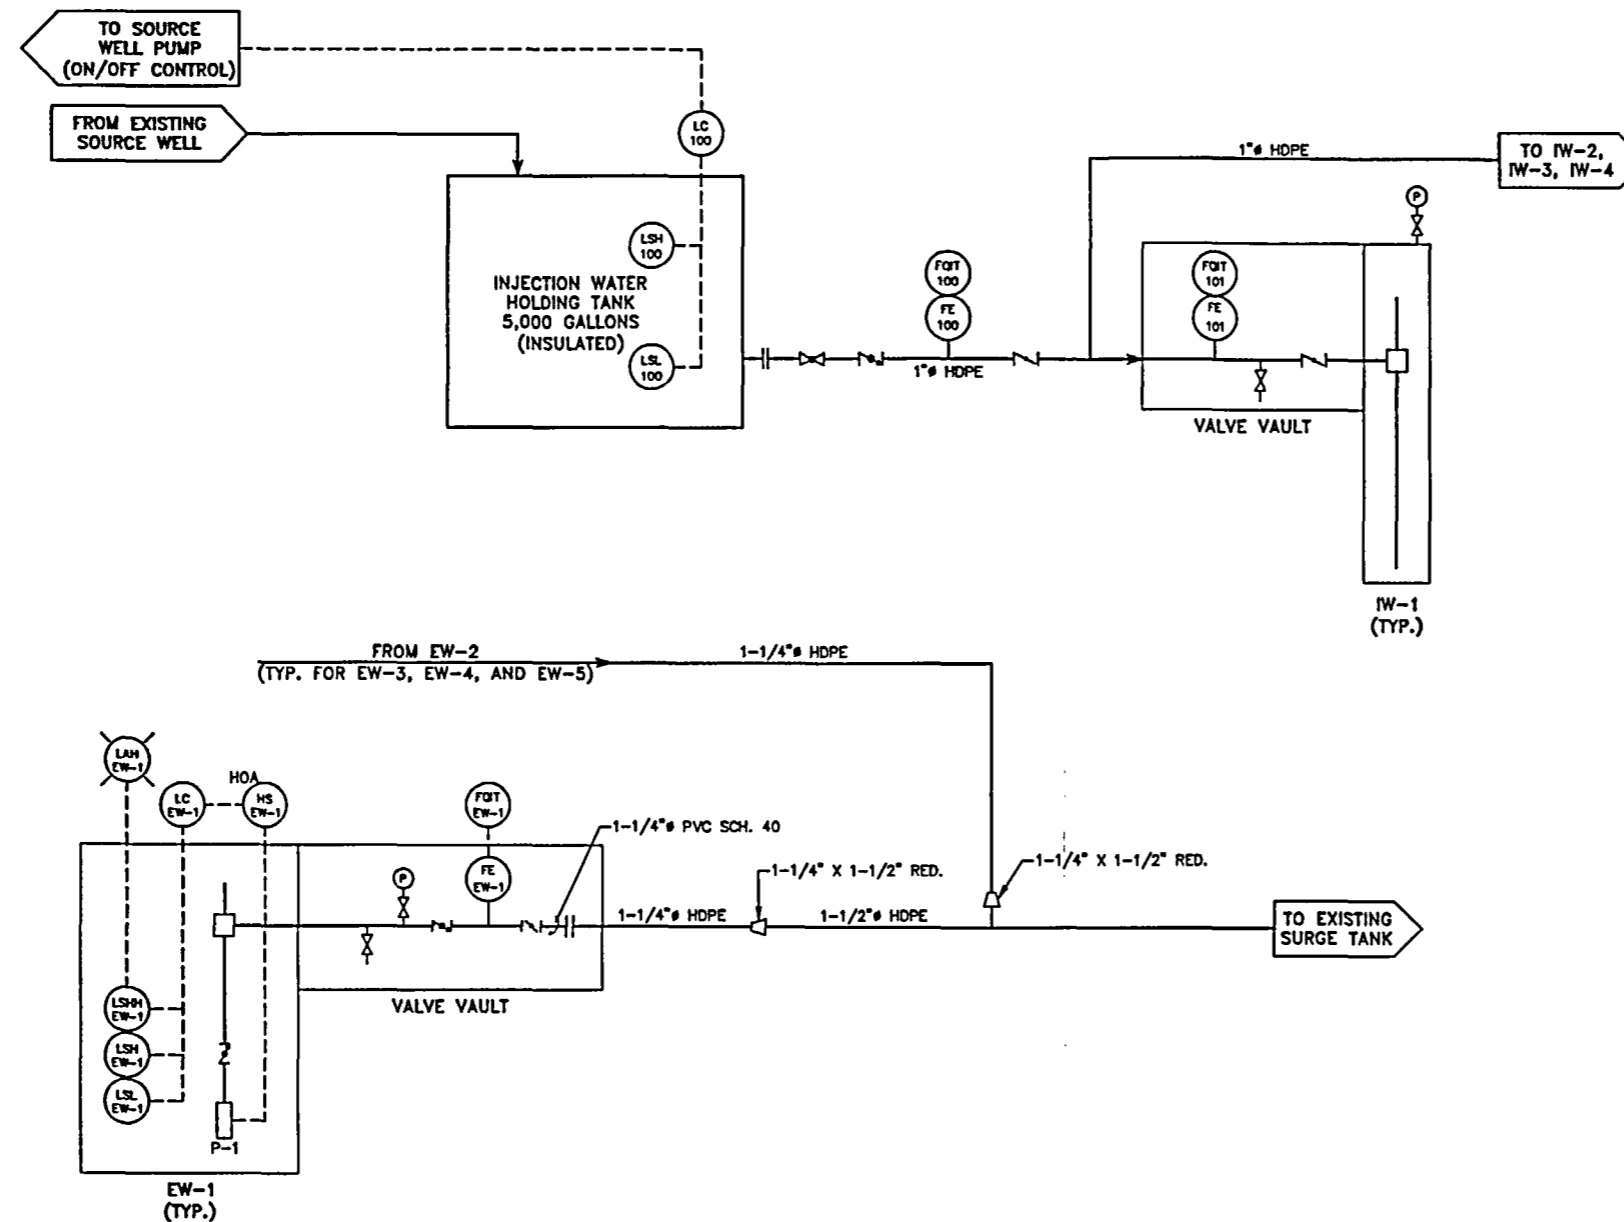 TO SOURCE
WELL PUMP
(ON/OFF CONTROL)
FROM EXISTING
SOURCE WELL
LC
100
LSH
100
INJECTION WATER
HOLDING TANK
5,000 GALLONS
(INSULATED)
LSL
100
FQIT
100
FE
100
1"ø HDPE
1"ø HDPE
TO IW-2,
IW-3, IW-4
P
FQIT
101
FE
101
VALVE VAULT
IW-1
(TYP.)
FROM EW-2
(TYP. FOR EW-3, EW-4, AND EW-5)
1-1/4"ø HDPE
LAH
EW-1
LC
EW-1
HOA
HS
EW-1
FQIT
EW-1
1-1/4"ø PVC SCH. 40
P
FE
EW-1
1-1/4"ø HDPE
1-1/4" X 1-1/2" RED.
1-1/2"ø HDPE
1-1/4" X 1-1/2" RED.
TO EXISTING
SURGE TANK
VALVE VAULT
LSHH
EW-1
LSH
EW-1
LSL
EW-1
P-1
EW-1
(TYP.)